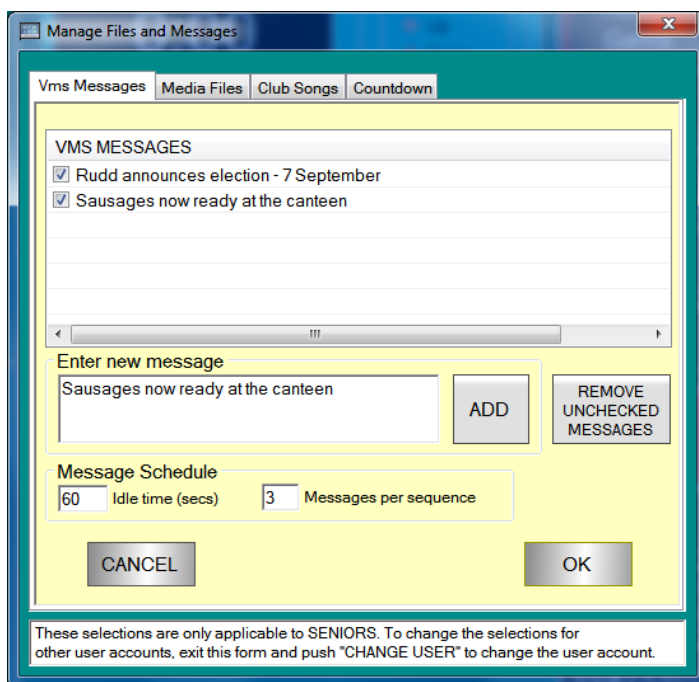 Manage Files and Messages
Vms Messages Media Files Club Songs Countdown
VMS MESSAGES
Rudd announces election - 7 September
Sausages now ready at the canteen
Enter new message
Sausages now ready at the canteen
ADD
REMOVE
UNCHECKED
MESSAGES
Message Schedule
60 Idle time (secs) 3 Messages per sequence
CANCEL OK
These selections are only applicable to SENIORS. To change the selections for
other user accounts, exit this form and push "CHANGE USER" to change the user account.